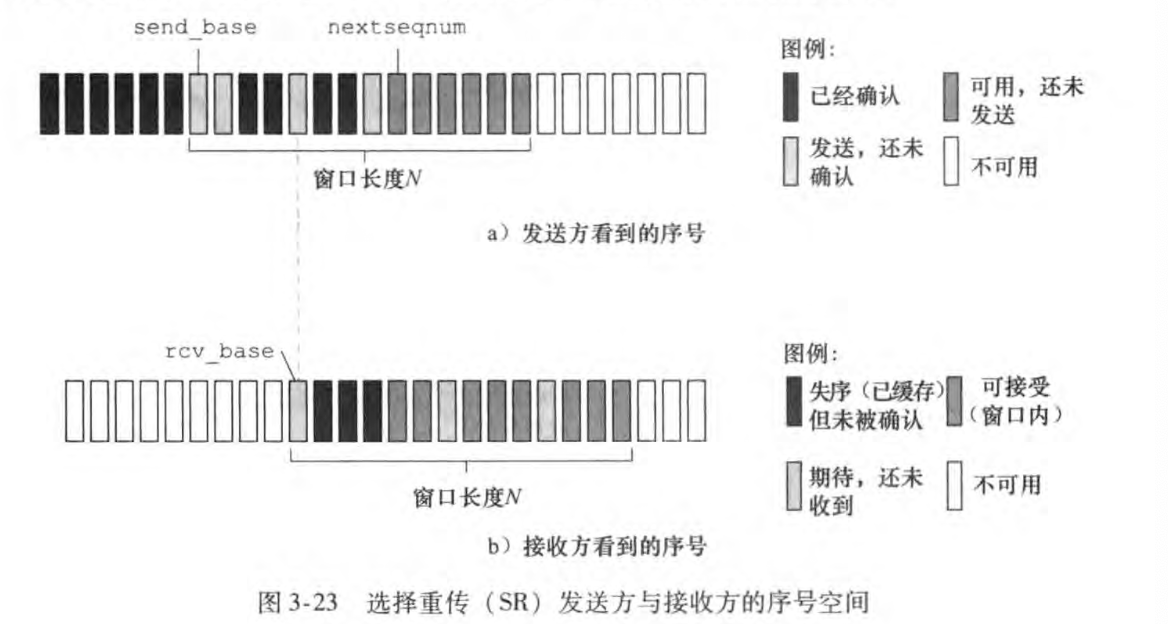 send_base nextseqnum
图例:
已经确认
可用，还未
发送
发送，还未
确认
不可用
窗口长度N
a）发送方看到的序号
rcv_base
图例:
失序（已缓存）
但未被确认
可接受
（窗口内）
期待，还未
收到
不可用
窗口长度N
b）接收方看到的序号
图 3-23 选择重传（SR）发送方与接收方的序号空间